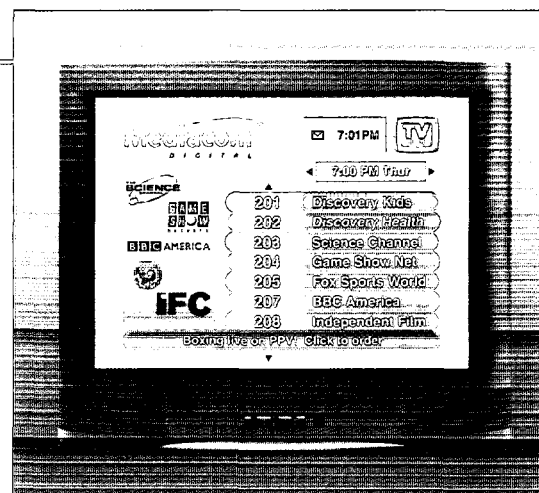 mediacom
DIGITAL
7:01PM
TV
7:00 PM Thur
THE SCIENCE
GAME
SHOW
NETWORK
BBC AMERICA
IFC
201 Discovery Kids
202 Discovery Health
203 Science Channel
204 Game Show Net
205 Fox Sports World
207 BBC America
208 Independent Film
Boxing live on PPV: Click to order